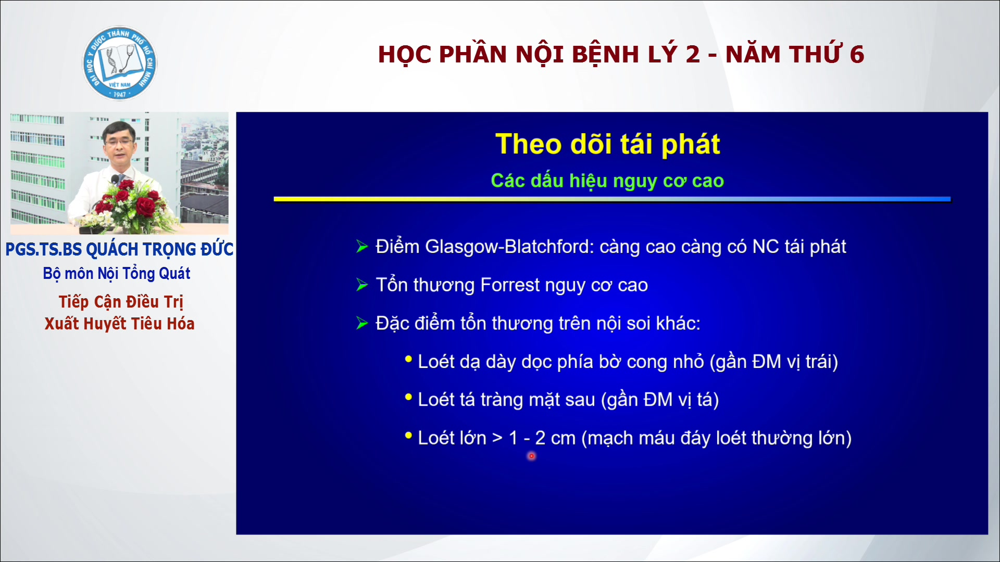 ĐẠI HỌC Y DƯỢC THÀNH PHỐ HỒ CHÍ MINH
VIỆT NAM
1947
HỌC PHẦN NỘI BỆNH LÝ 2 - NĂM THỨ 6
PGS.TS.BS QUÁCH TRỌNG ĐỨC
Bộ môn Nội Tổng Quát
Tiếp Cận Điều Trị
Xuất Huyết Tiêu Hóa
Theo dõi tái phát
Các dấu hiệu nguy cơ cao
Điểm Glasgow-Blatchford: càng cao càng có NC tái phát
Tổn thương Forrest nguy cơ cao
Đặc điểm tổn thương trên nội soi khác:
Loét dạ dày dọc phía bờ cong nhỏ (gần ĐM vị trái)
Loét tá tràng mặt sau (gần ĐM vị tá)
Loét lớn > 1 - 2 cm (mạch máu đáy loét thường lớn)